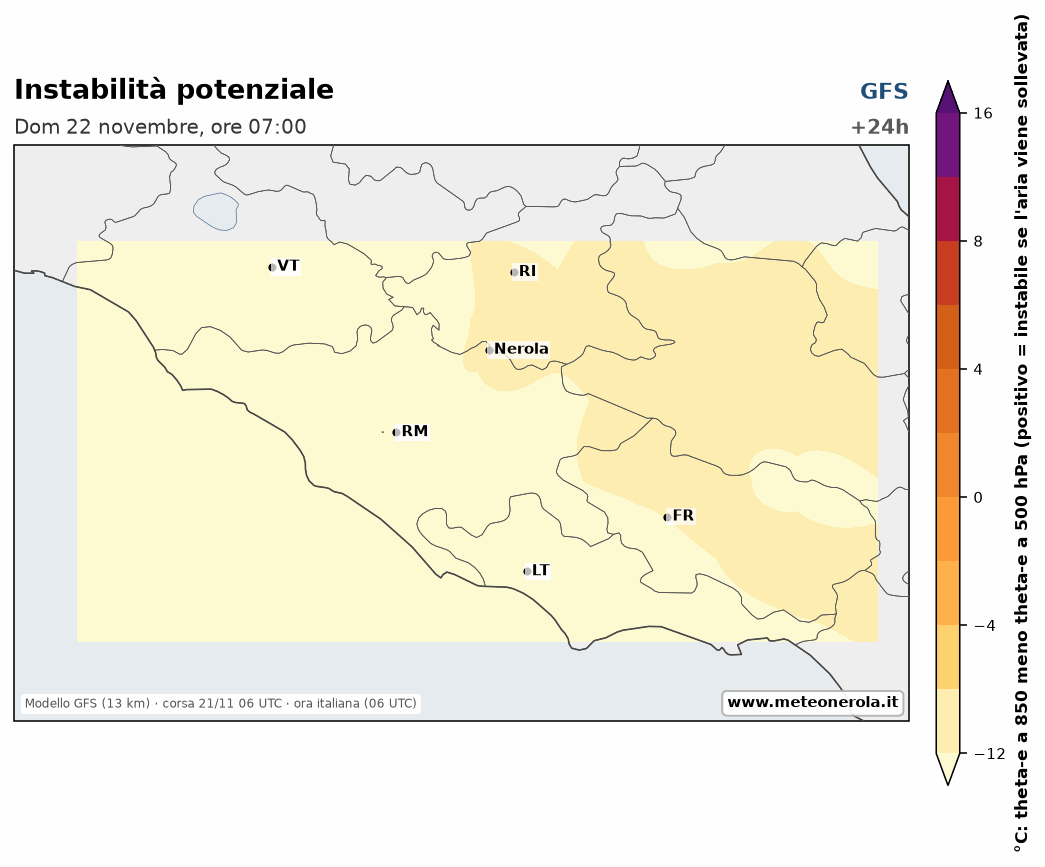 Instabilità potenziale
GFS
Dom 22 novembre, ore 07:00
+24h
VT
RI
Nerola
RM
FR
LT
Modello GFS (13 km) · corsa 21/11 06 UTC · ora italiana (06 UTC)
www.meteonerola.it
16
8
4
0
−4
−12
°C: theta-e a 850 meno theta-e a 500 hPa (positivo = instabile se l'aria viene sollevata)